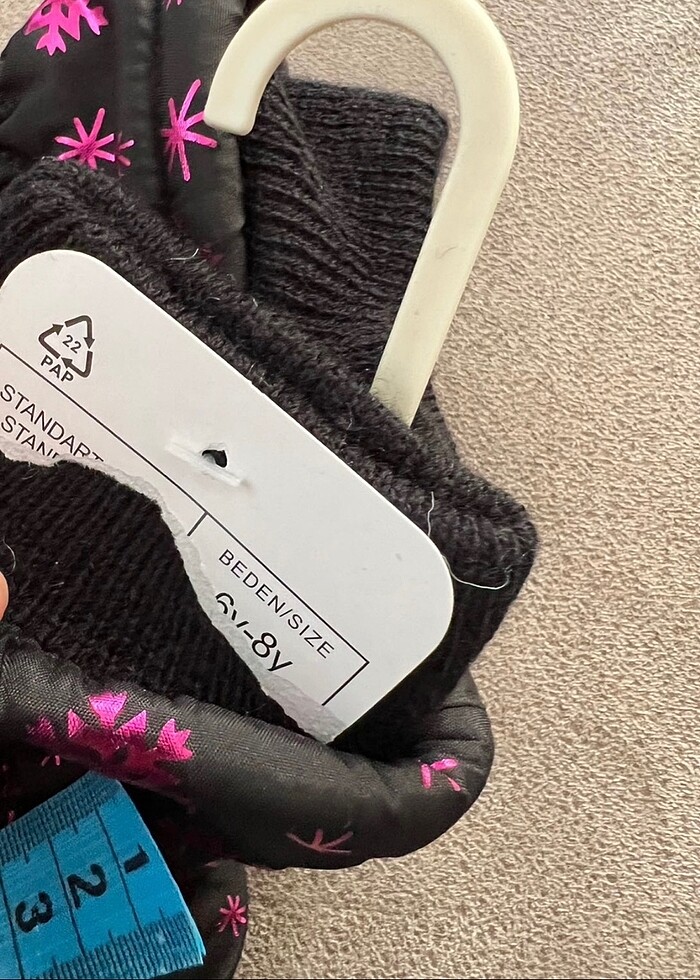 22
PAP
STANDART
BEDEN/SIZE
6y-8y
1
2
3